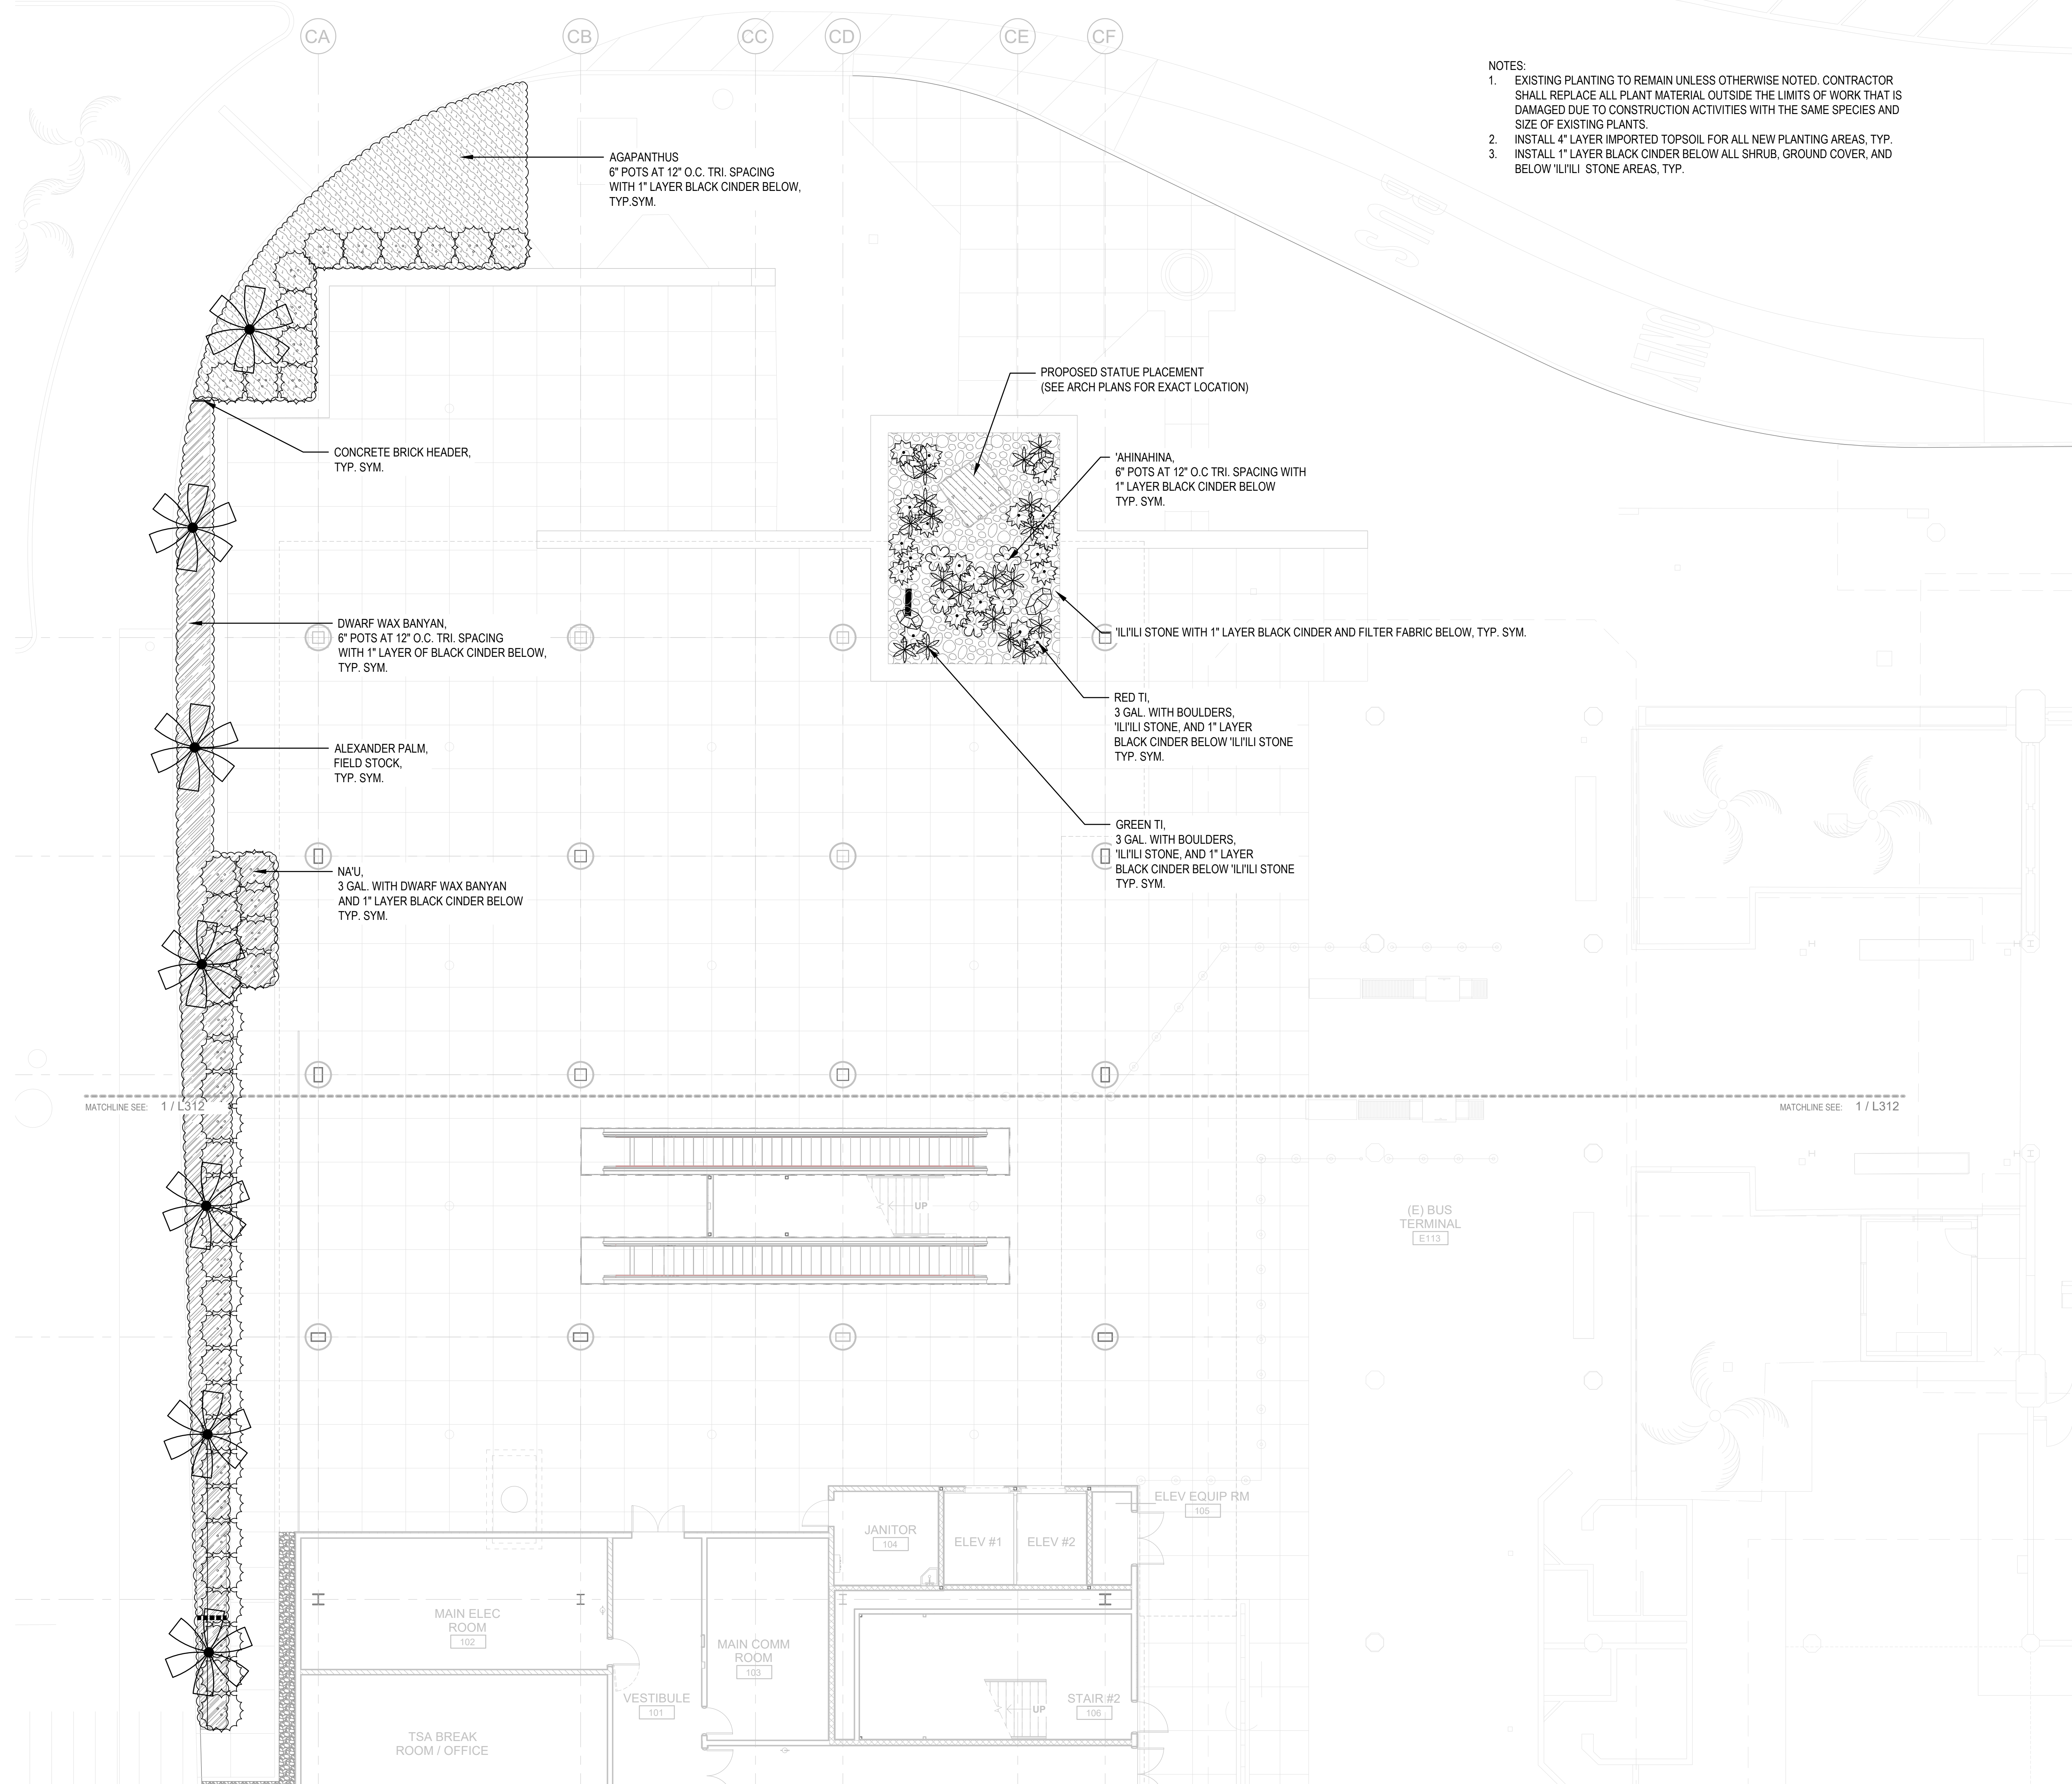 CA
CB
CC
CD
CE
CF
NOTES:
1. EXISTING PLANTING TO REMAIN UNLESS OTHERWISE NOTED. CONTRACTOR
SHALL REPLACE ALL PLANT MATERIAL OUTSIDE THE LIMITS OF WORK THAT IS
DAMAGED DUE TO CONSTRUCTION ACTIVITIES WITH THE SAME SPECIES AND
SIZE OF EXISTING PLANTS.
2. INSTALL 4" LAYER IMPORTED TOPSOIL FOR ALL NEW PLANTING AREAS, TYP.
3. INSTALL 1" LAYER BLACK CINDER BELOW ALL SHRUB, GROUND COVER, AND
BELOW 'ILI'ILI STONE AREAS, TYP.
AGAPANTHUS
6" POTS AT 12" O.C. TRI. SPACING
WITH 1" LAYER BLACK CINDER BELOW,
TYP.SYM.
BUS
ONLY
PROPOSED STATUE PLACEMENT
(SEE ARCH PLANS FOR EXACT LOCATION)
CONCRETE BRICK HEADER,
TYP. SYM.
'AHINAHINA,
6" POTS AT 12" O.C TRI. SPACING WITH
1" LAYER BLACK CINDER BELOW
TYP. SYM.
DWARF WAX BANYAN,
6" POTS AT 12" O.C. TRI. SPACING
WITH 1" LAYER OF BLACK CINDER BELOW,
TYP. SYM.
'ILI'ILI STONE WITH 1" LAYER BLACK CINDER AND FILTER FABRIC BELOW, TYP. SYM.
RED TI,
3 GAL. WITH BOULDERS,
'ILI'ILI STONE, AND 1" LAYER
BLACK CINDER BELOW 'ILI'ILI STONE
TYP. SYM.
ALEXANDER PALM,
FIELD STOCK,
TYP. SYM.
GREEN TI,
3 GAL. WITH BOULDERS,
'ILI'ILI STONE, AND 1" LAYER
BLACK CINDER BELOW 'ILI'ILI STONE
TYP. SYM.
NA'U,
3 GAL. WITH DWARF WAX BANYAN
AND 1" LAYER BLACK CINDER BELOW
TYP. SYM.
MATCHLINE SEE: 1 / L312
MATCHLINE SEE: 1 / L312
UP
(E) BUS
TERMINAL
E113
ELEV EQUIP RM
105
JANITOR
104
ELEV #1
ELEV #2
MAIN ELEC
ROOM
102
MAIN COMM
ROOM
103
VESTIBULE
101
STAIR #2
106
UP
TSA BREAK
ROOM / OFFICE